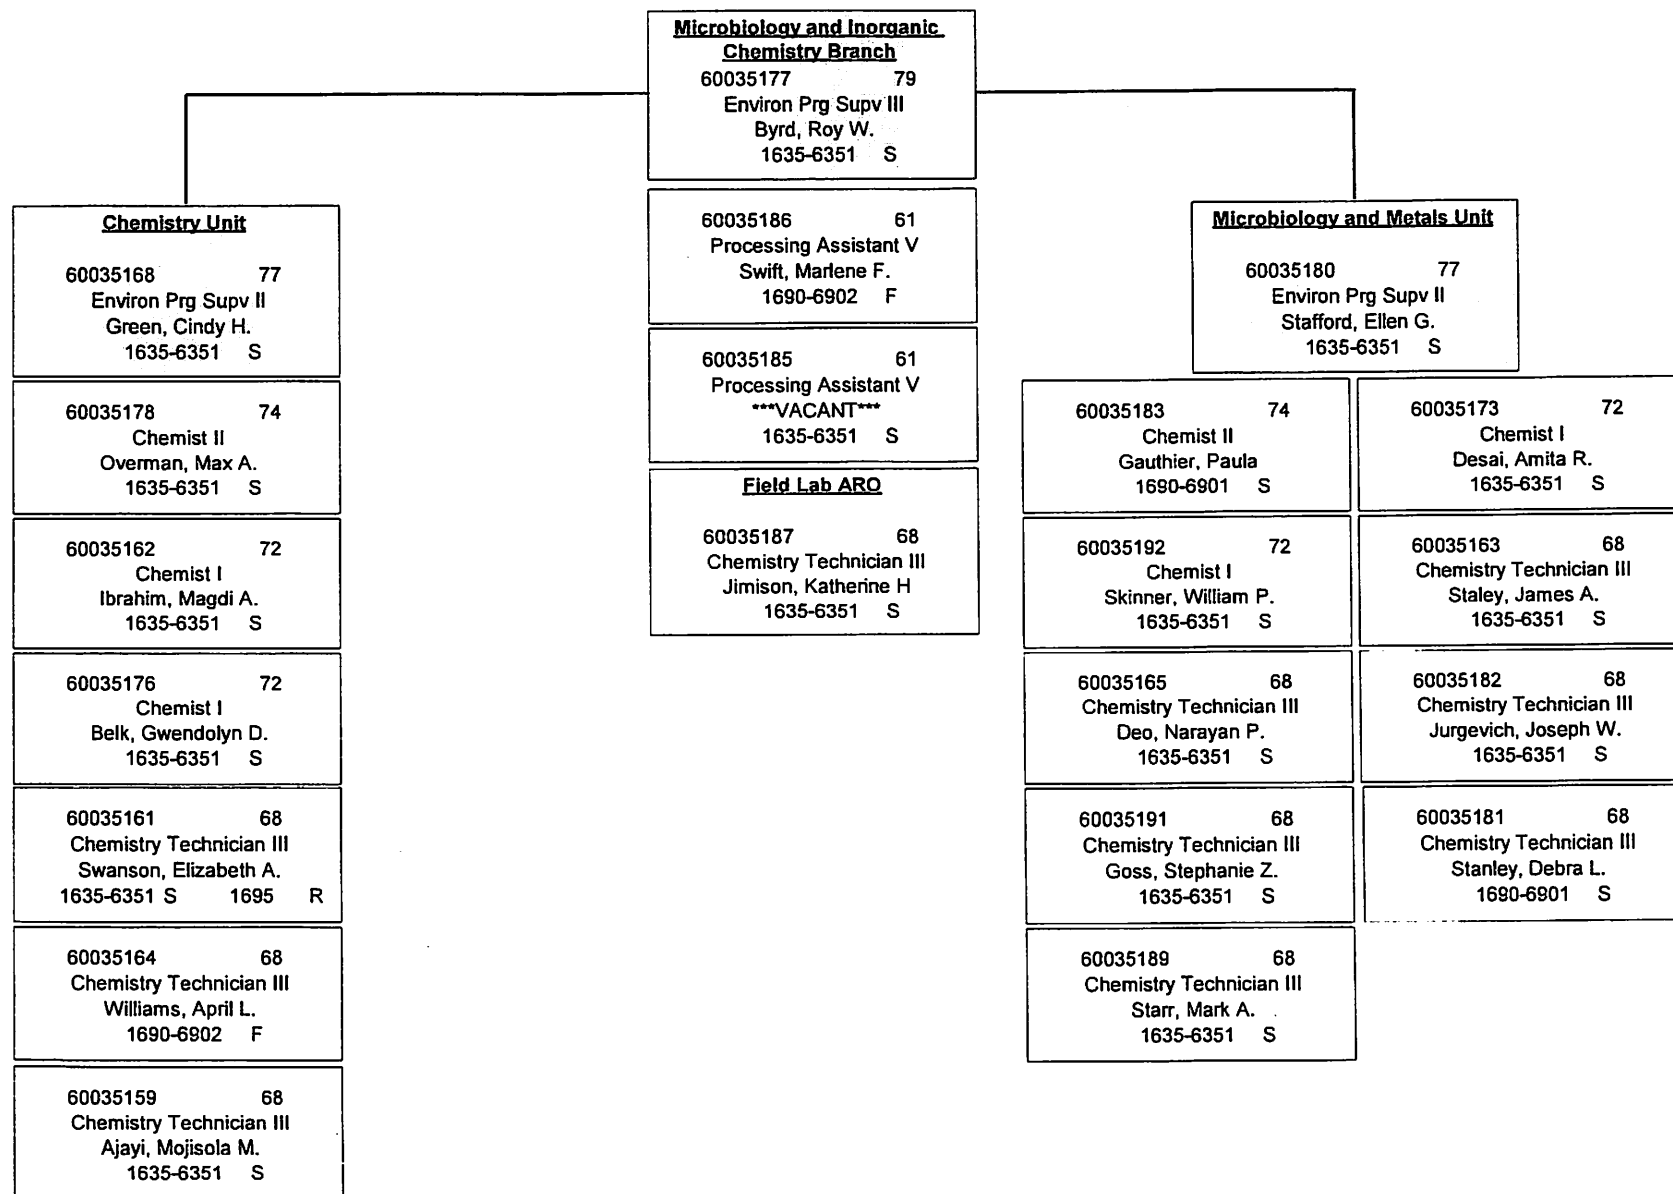 Microbiology and Inorganic
Chemistry Branch
60035177 79
Environ Prg Supv III
Byrd, Roy W.
1635-6351 S
Chemistry Unit
60035168 77
Environ Prg Supv II
Green, Cindy H.
1635-6351 S
60035178 74
Chemist II
Overman, Max A.
1635-6351 S
60035162 72
Chemist I
Ibrahim, Magdi A.
1635-6351 S
60035176 72
Chemist I
Belk, Gwendolyn D.
1635-6351 S
60035161 68
Chemistry Technician III
Swanson, Elizabeth A.
1635-6351 S 1695 R
60035164 68
Chemistry Technician III
Williams, April L.
1690-6902 F
60035159 68
Chemistry Technician III
Ajayi, Mojisola M.
1635-6351 S
60035186 61
Processing Assistant V
Swift, Marlene F.
1690-6902 F
60035185 61
Processing Assistant V
***VACANT***
1635-6351 S
Field Lab ARO
60035187 68
Chemistry Technician III
Jimison, Katherine H
1635-6351 S
Microbiology and Metals Unit
60035180 77
Environ Prg Supv II
Stafford, Ellen G.
1635-6351 S
60035183 74
Chemist II
Gauthier, Paula
1690-6901 S
60035192 72
Chemist I
Skinner, William P.
1635-6351 S
60035165 68
Chemistry Technician III
Deo, Narayan P.
1635-6351 S
60035191 68
Chemistry Technician III
Goss, Stephanie Z.
1635-6351 S
60035189 68
Chemistry Technician III
Starr, Mark A.
1635-6351 S
60035173 72
Chemist I
Desai, Amita R.
1635-6351 S
60035163 68
Chemistry Technician III
Staley, James A.
1635-6351 S
60035182 68
Chemistry Technician III
Jurgevich, Joseph W.
1635-6351 S
60035181 68
Chemistry Technician III
Stanley, Debra L.
1690-6901 S